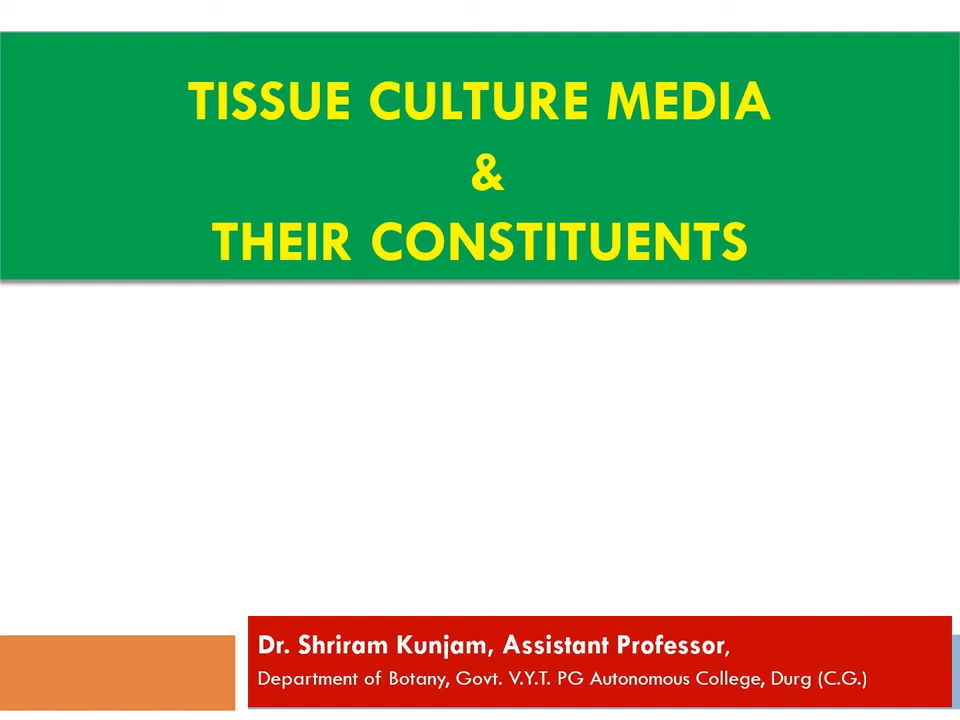 TISSUE CULTURE MEDIA
&
THEIR CONSTITUENTS
Dr. Shriram Kunjam, Assistant Professor,
Department of Botany, Govt. V.Y.T. PG Autonomous College, Durg (C.G.)